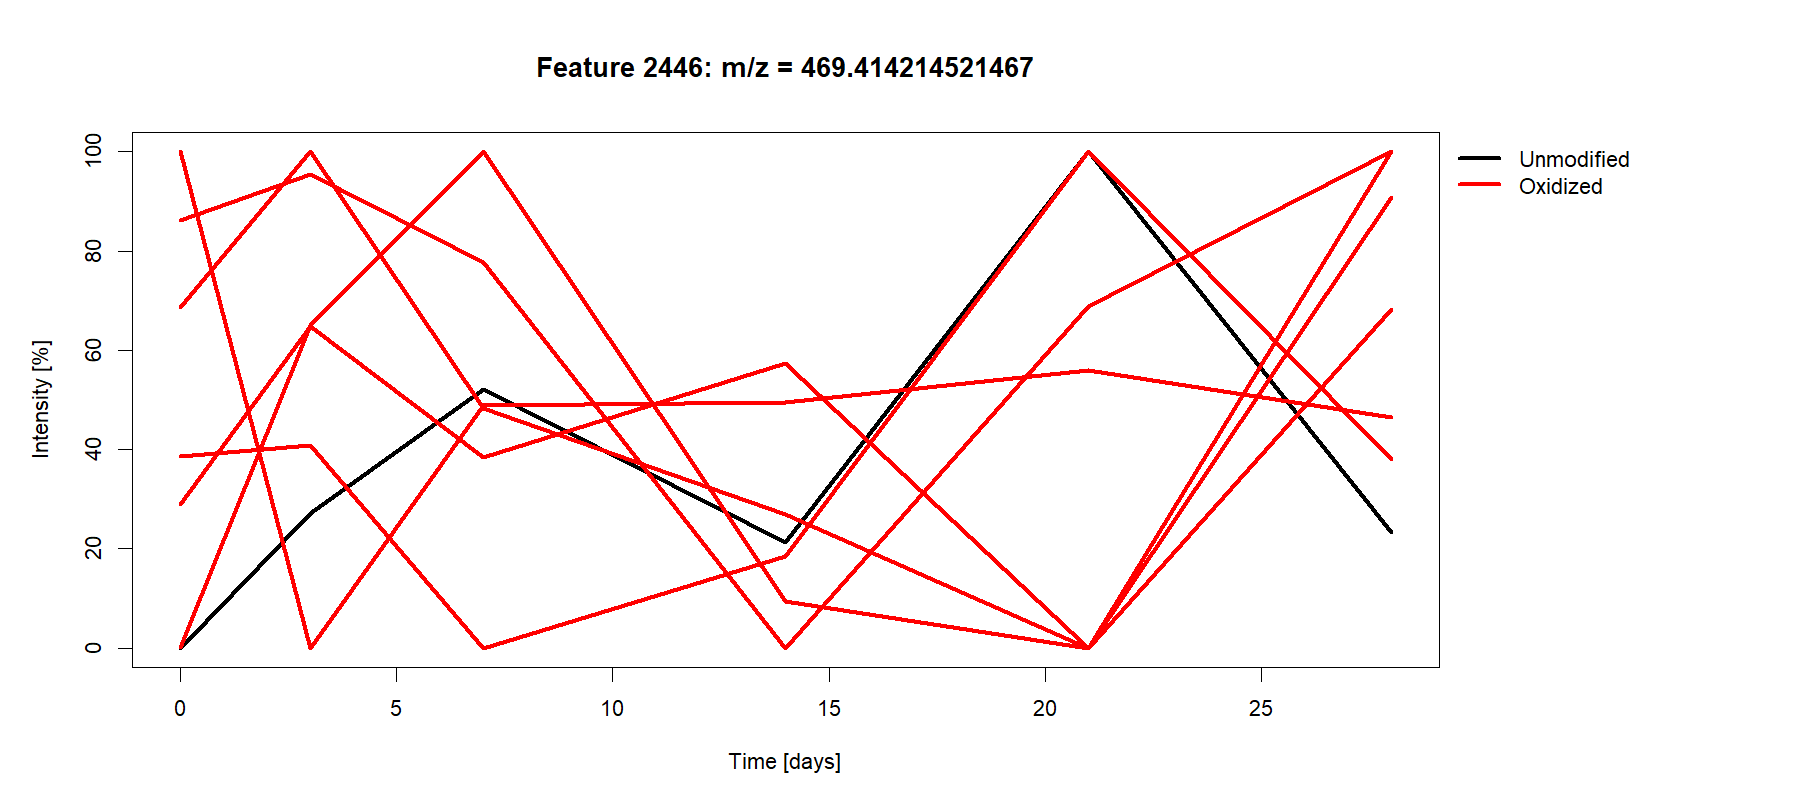 Feature 2446: m/z = 469.414214521467
Unmodified
Oxidized
Intensity [%]
100
80
60
40
20
0
0 5 10 15 20 25
Time [days]